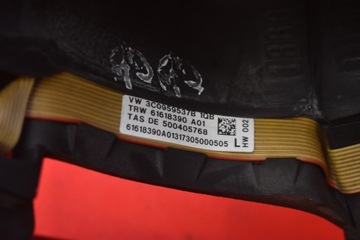 VW 3C0959537B 1QB
TRW 61618390 A01
TAS DE 500405768
61618390A01317305000505
L
HW 002